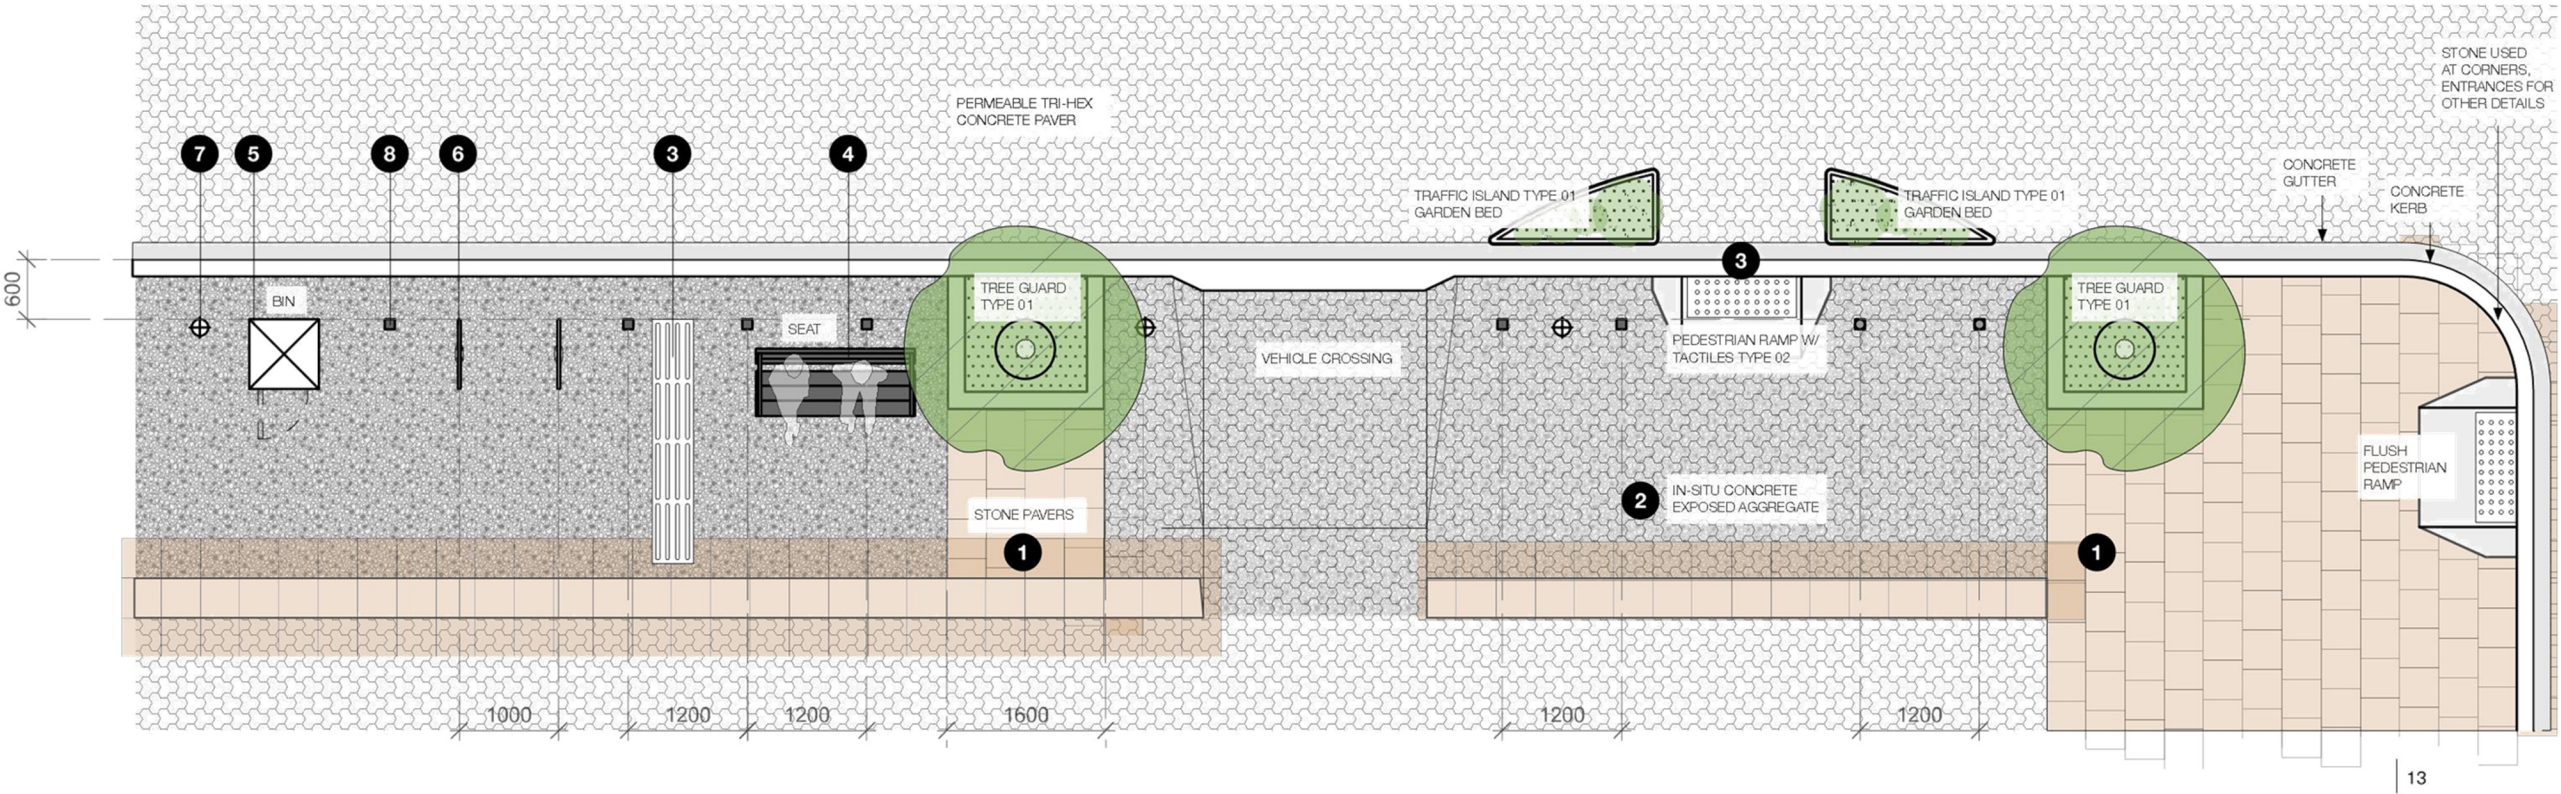 STONE USED
AT CORNERS,
ENTRANCES FOR
OTHER DETAILS
PERMEABLE TRI-HEX
CONCRETE PAVER
7
5
8
6
3
4
CONCRETE
GUTTER
CONCRETE
KERB
TRAFFIC ISLAND TYPE 01
GARDEN BED
TRAFFIC ISLAND TYPE 01
GARDEN BED
3
600
BIN
SEAT
TREE GUARD
TYPE 01
TREE GUARD
TYPE 01
VEHICLE CROSSING
PEDESTRIAN RAMP W/
TACTILES TYPE 02
FLUSH
PEDESTRIAN
RAMP
2
IN-SITU CONCRETE
EXPOSED AGGREGATE
STONE PAVERS
1
1
1000
1200
1200
1600
1200
1200
13